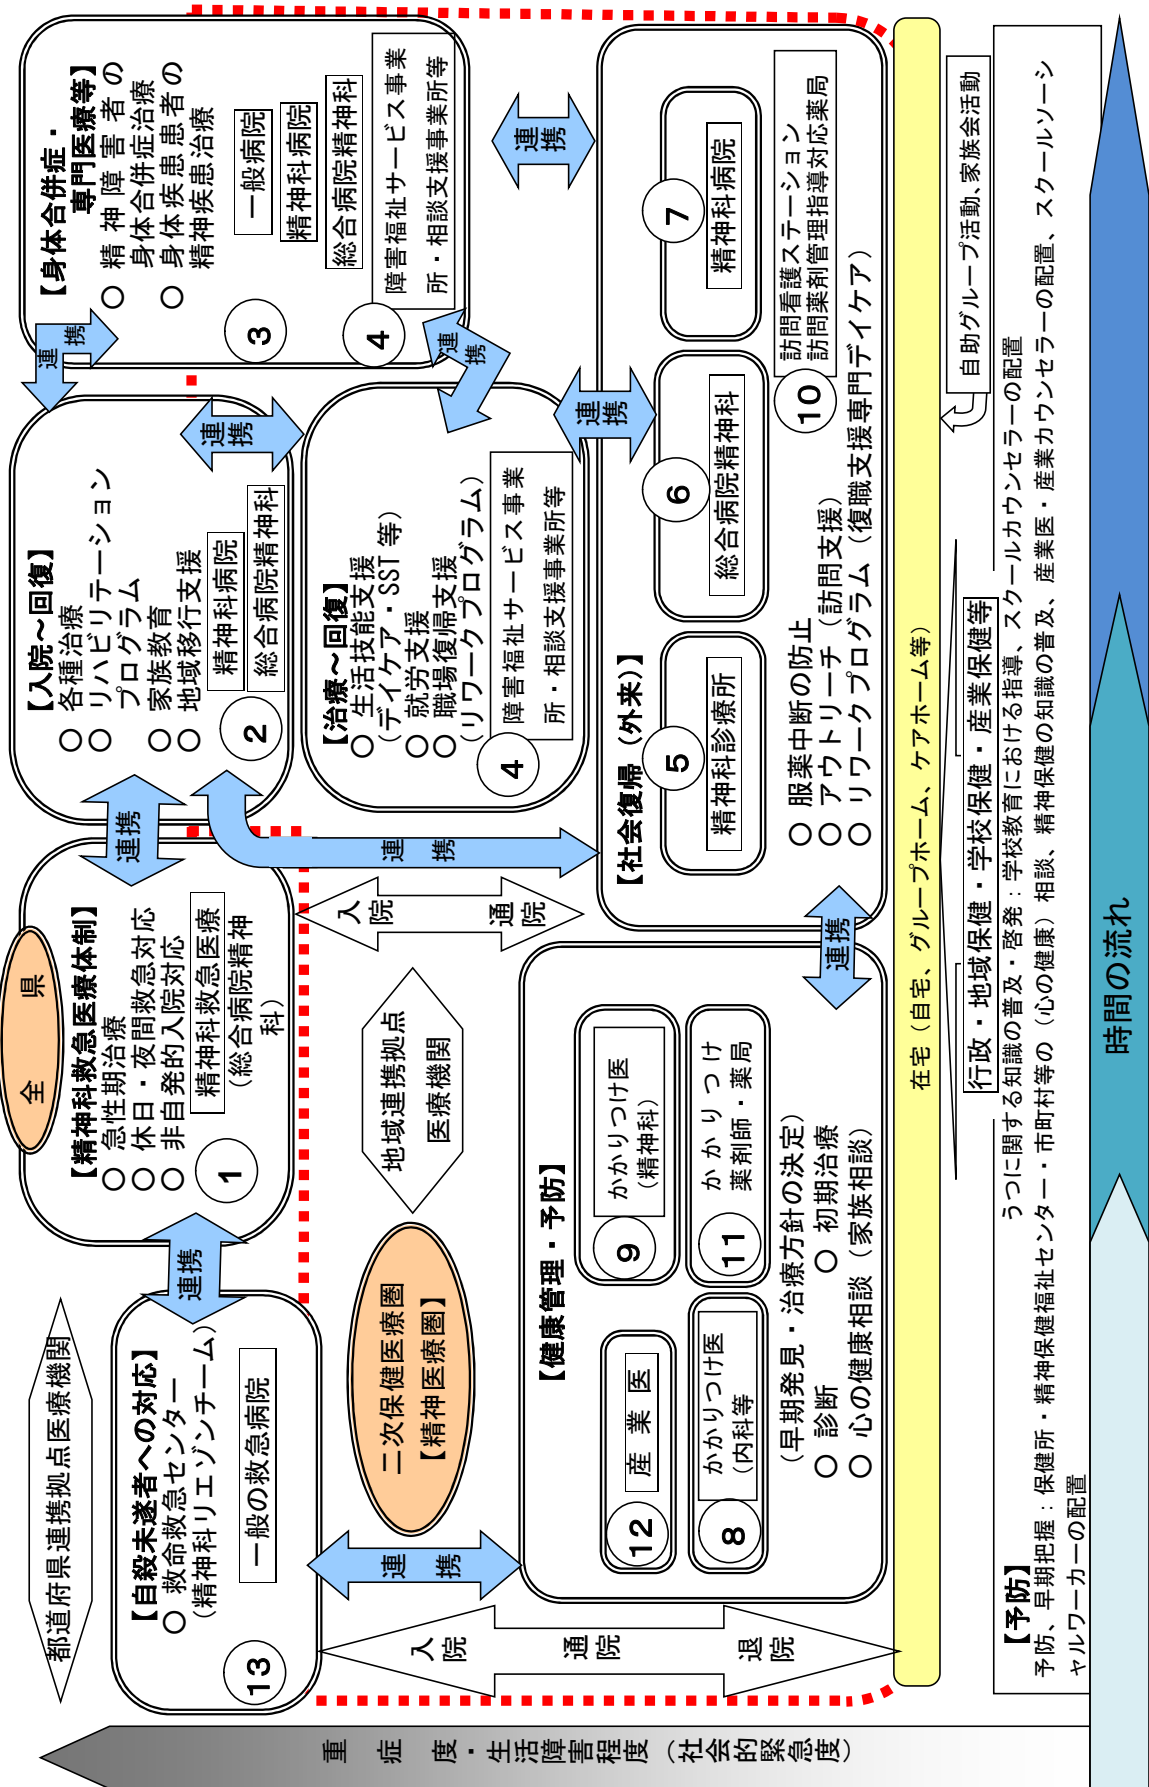 都道府県連携拠点医療機関
【自殺未遂者への対応】
○ 救命救急センター
（精神科リエゾンチーム）
一般の救急病院
13
連携
全　県
【精神科救急医療体制】
○ 急性期治療
○ 休日・夜間救急対応
○ 非自発的入院対応
精神科救急医療
（総合病院精神
科）
1
連携
【入院～回復】
○ 各種治療
○ リハビリテーション
プログラム
○ 家族教育
○ 地域移行支援
精神科病院
総合病院精神科
2
連携
【身体合併症・
専門医療等】
○ 精神障害者の
身体合併症治療
○ 身体疾患患者の
精神疾患治療
一般病院
精神科病院
総合病院精神科
3
障害福祉サービス事業
所・相談支援事業所等
4
連携
連携
【治療～回復】
○ 生活技能支援
（デイケア・SST 等）
○ 就労支援
○ 職場復帰支援
（リワークプログラム）
障害福祉サービス事業
所・相談支援事業所等
4
連携
連携
連　携
連　携
入院
通院
二次保健医療圏
【精神医療圏】
地域連携拠点
医療機関
連携
入院
通院
退院
【健康管理・予防】
12
産 業 医
9
かかりつけ医
（精神科）
8
かかりつけ医
（内科等）
11
かかりつけ
薬剤師・薬局
（早期発見・治療方針の決定）
○ 診断　○ 初期治療
○ 心の健康相談（家族相談）
連携
【社会復帰（外来）】
5
精神科診療所
6
総合病院精神科
7
精神科病院
10
訪問看護ステーション
訪問薬剤管理指導対応薬局
○ 服薬中断の防止
○ アウトリーチ（訪問支援）
○ リワークプログラム（復職支援専門デイケア）
在宅（自宅、グループホーム、ケアホーム等）
自助グループ活動、家族会活動
行政・地域保健・学校保健・産業保健等
【予防】
うつに関する知識の普及・啓発：学校教育における指導、スクールカウンセラーの配置
予防、早期把握：保健所・精神保健福祉センター・市町村等の（心の健康）相談、精神保健の知識の普及、産業医・産業カウンセラーの配置、スクールソーシ
ャルワーカーの配置
時間の流れ
重　症　度・生活障害程度（社会的緊急度）